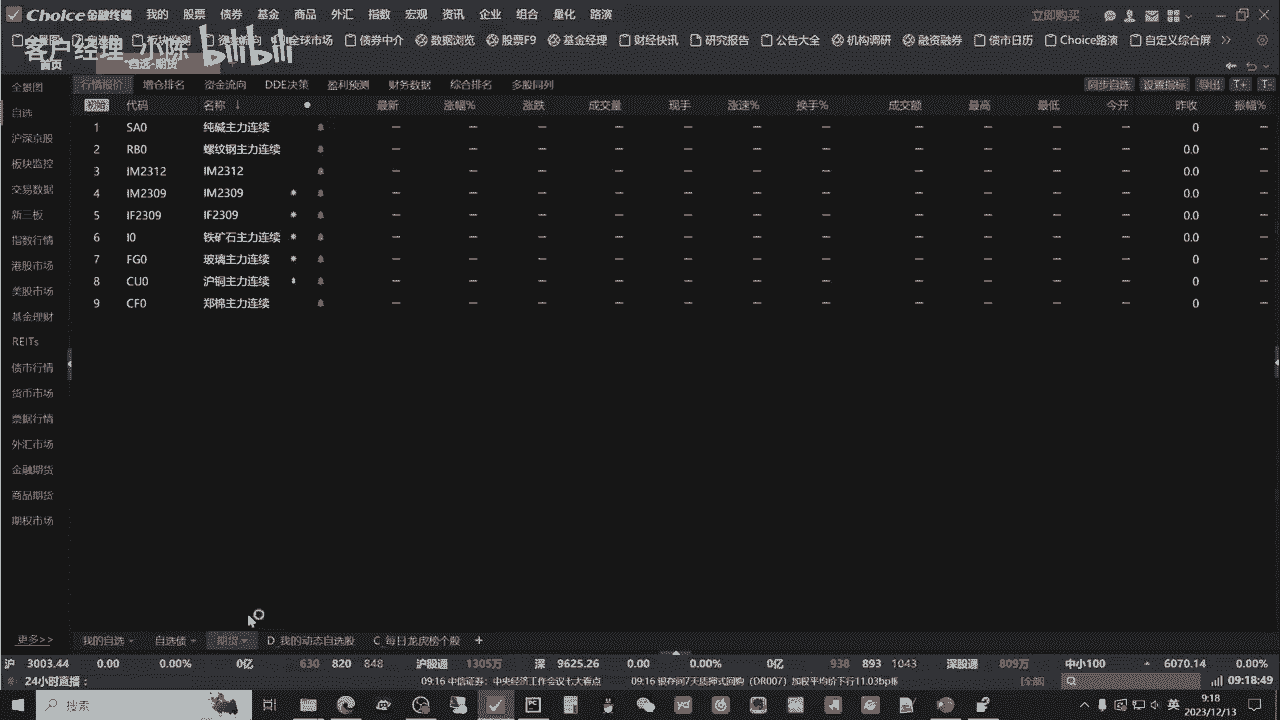 Choice金融终端 我的 股票 债券 基金 商品 外汇 指数 宏观 资讯 企业 组合 量化 路演 立即购买
全球市场 债券中介 数据浏览 股票F9 基金经理 财经快讯 研究报告 公告大全 机构调研 融资融券 债市日历 Choice路演 自定义综合屏 >>
客户经理_小陈 bilibili
首页 自选-期货
全景图 行情报价 增仓排名 资金流向 DDE决策 盈利预测 财务数据 综合排名 多股同列 同步自选 设置指标 导出 T+ T-
初始 代码 名称 ↓ 最新 涨幅% 涨跌 成交量 现手 涨速% 换手% 成交额 最高 最低 今开 昨收 振幅%
自选
沪深京股
板块监控
交易数据
新三板
指数行情
港股市场
美股市场
基金理财
REITs
债市行情
货币市场
票据行情
外汇市场
金融期货
商品期货
期权市场
更多>>
1 SA0 纯碱主力连续 — — — — — — — — — — — 0 —
2 RB0 螺纹钢主力连续 — — — — — — — — — — — 0.0 —
3 IM2312 IM2312 — — — — — — — — — — — 0.0 —
4 IM2309 IM2309 — — — — — — — — — — — 0.0 —
5 IF2309 IF2309 — — — — — — — — — — — 0.0 —
6 I0 铁矿石主力连续 — — — — — — — — — — — 0.0 —
7 FG0 玻璃主力连续 — — — — — — — — — — — 0 —
8 CU0 沪铜主力连续 — — — — — — — — — — — 0 —
9 CF0 郑棉主力连续 — — — — — — — — — — — 0 —
我的自选 自选债 期货 D_我的动态自选股 C_每日龙虎榜个股 +
沪 3003.44 0.00 0.00% 0亿 630 820 848 沪股通 1305万 深 9625.26 0.00 0.00% 0亿 938 893 1043 深股通 809万 中小100 6070.14 0.00%
24小时直播： 09:16 中信证券：中央经济工作会议七大看点 09:16 银存间7天质押式回购（DR007）加权平均价下行11.03bp报 [全部] 09:18:49
搜索 英 9:18
2023/12/13